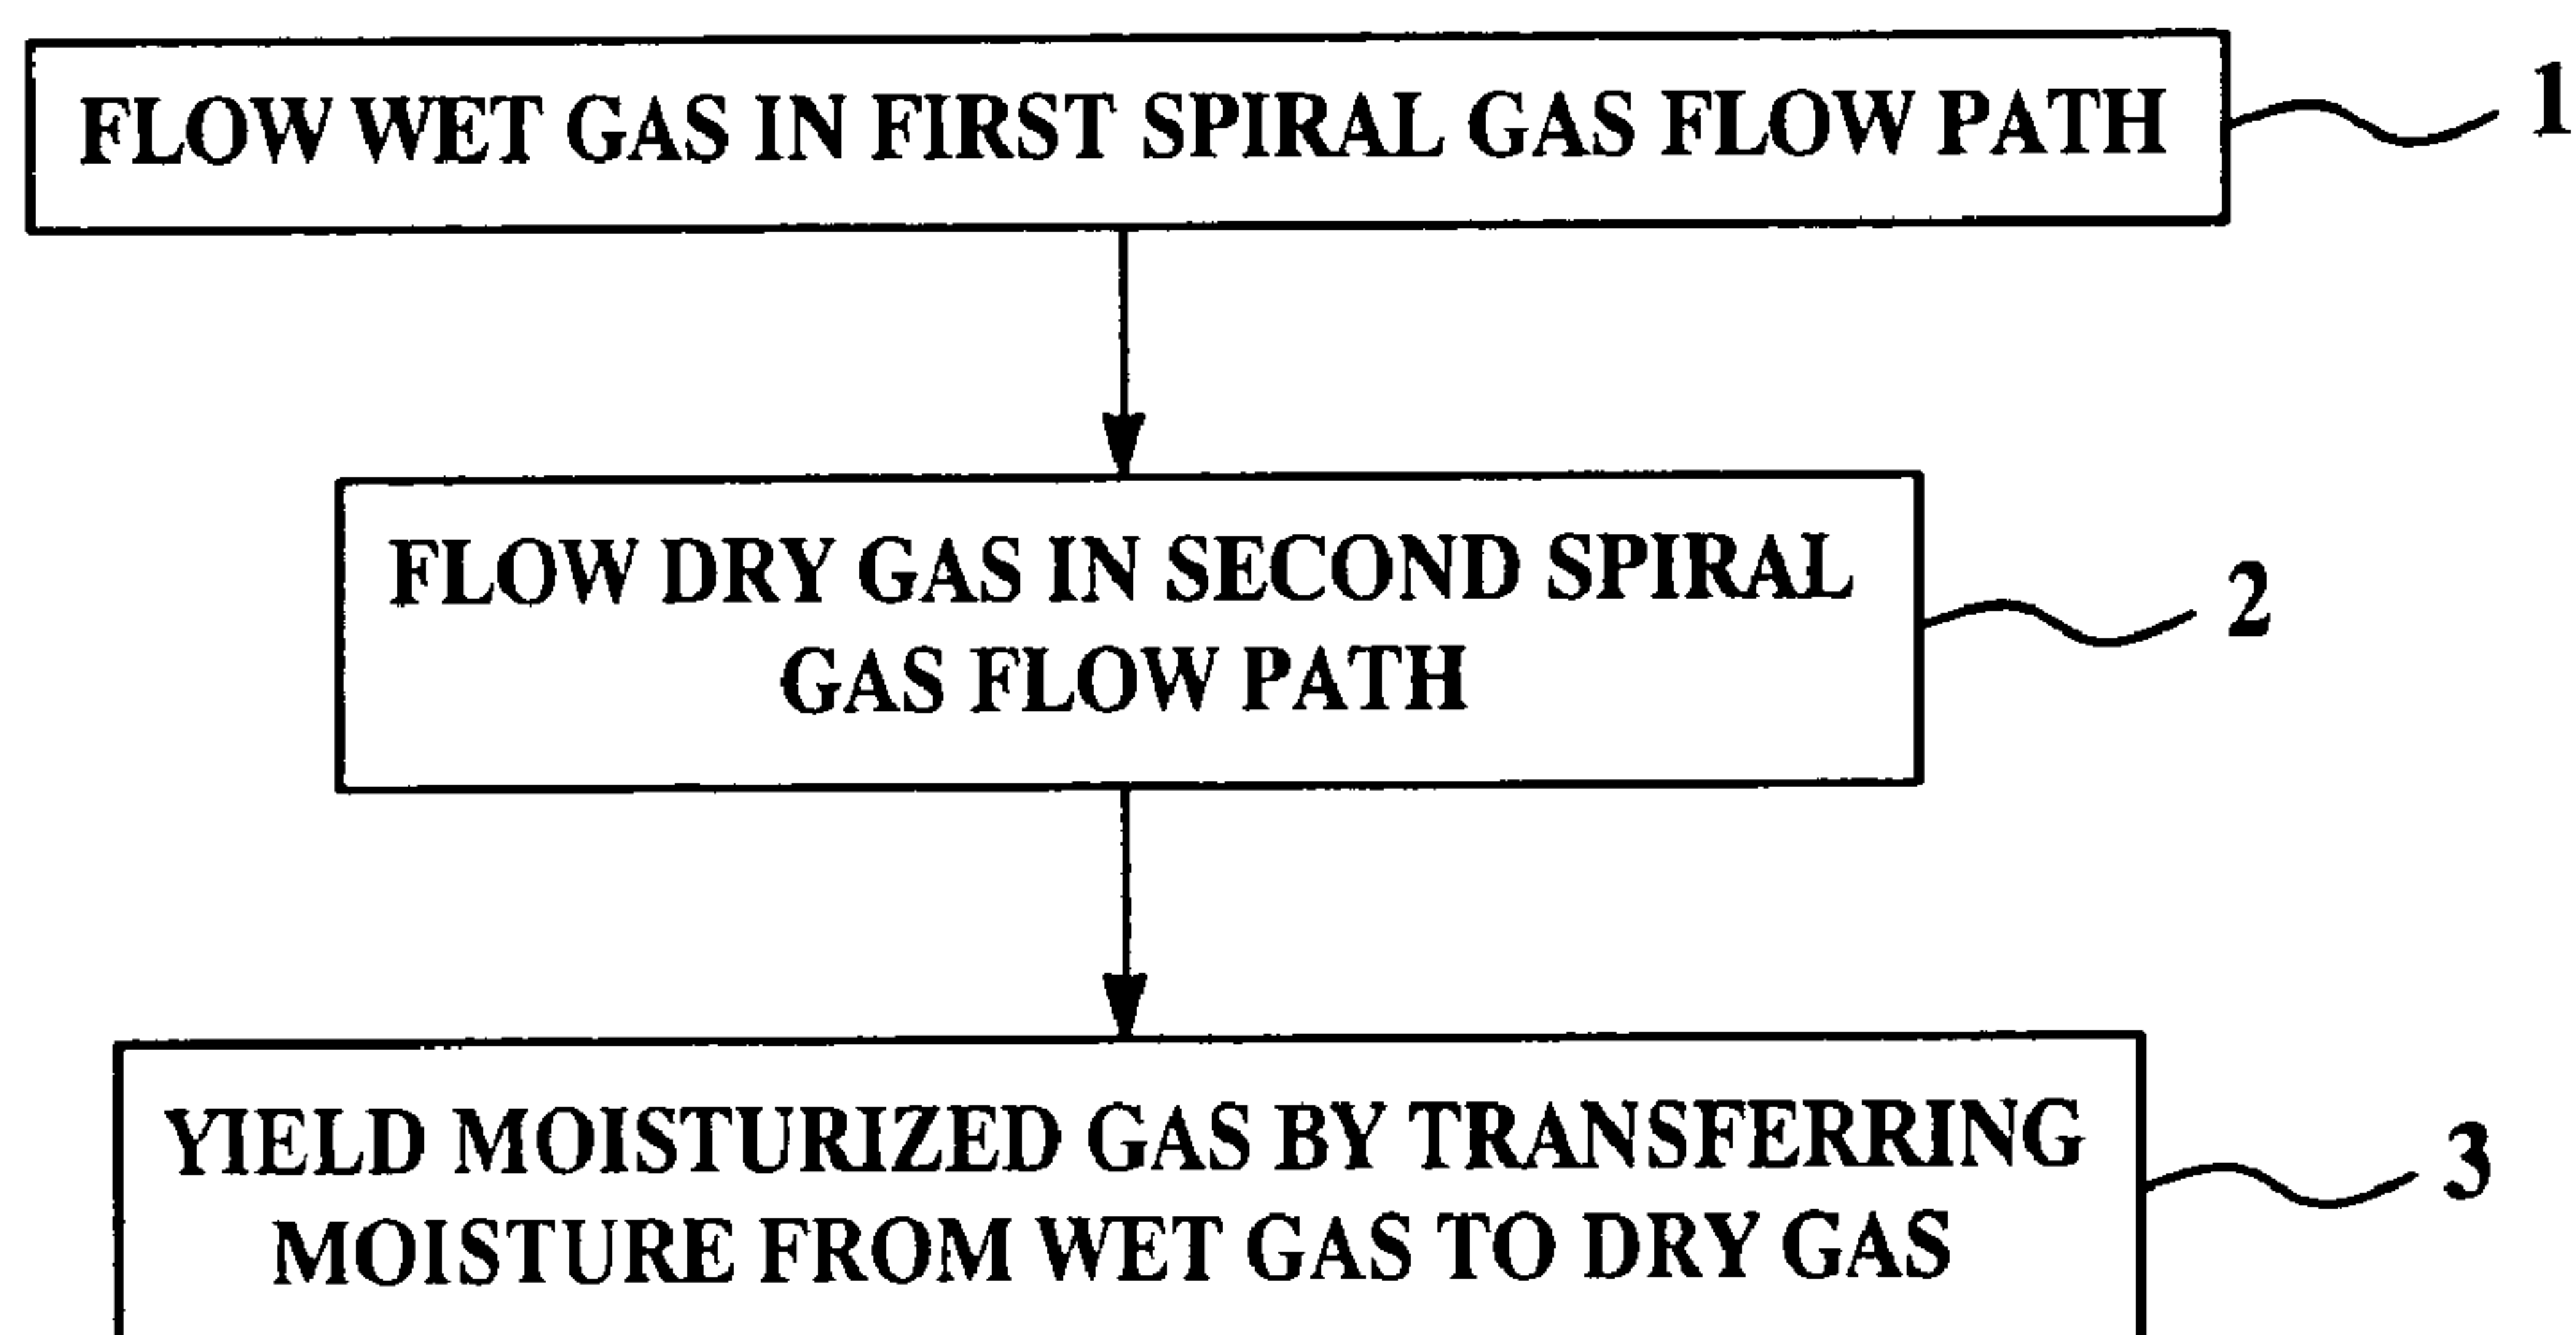 FLOW WET GAS IN FIRST SPIRAL GAS FLOW PATH
1
FLOW DRY GAS IN SECOND SPIRAL
GAS FLOW PATH
2
YIELD MOISTURIZED GAS BY TRANSFERRING
MOISTURE FROM WET GAS TO DRY GAS
3